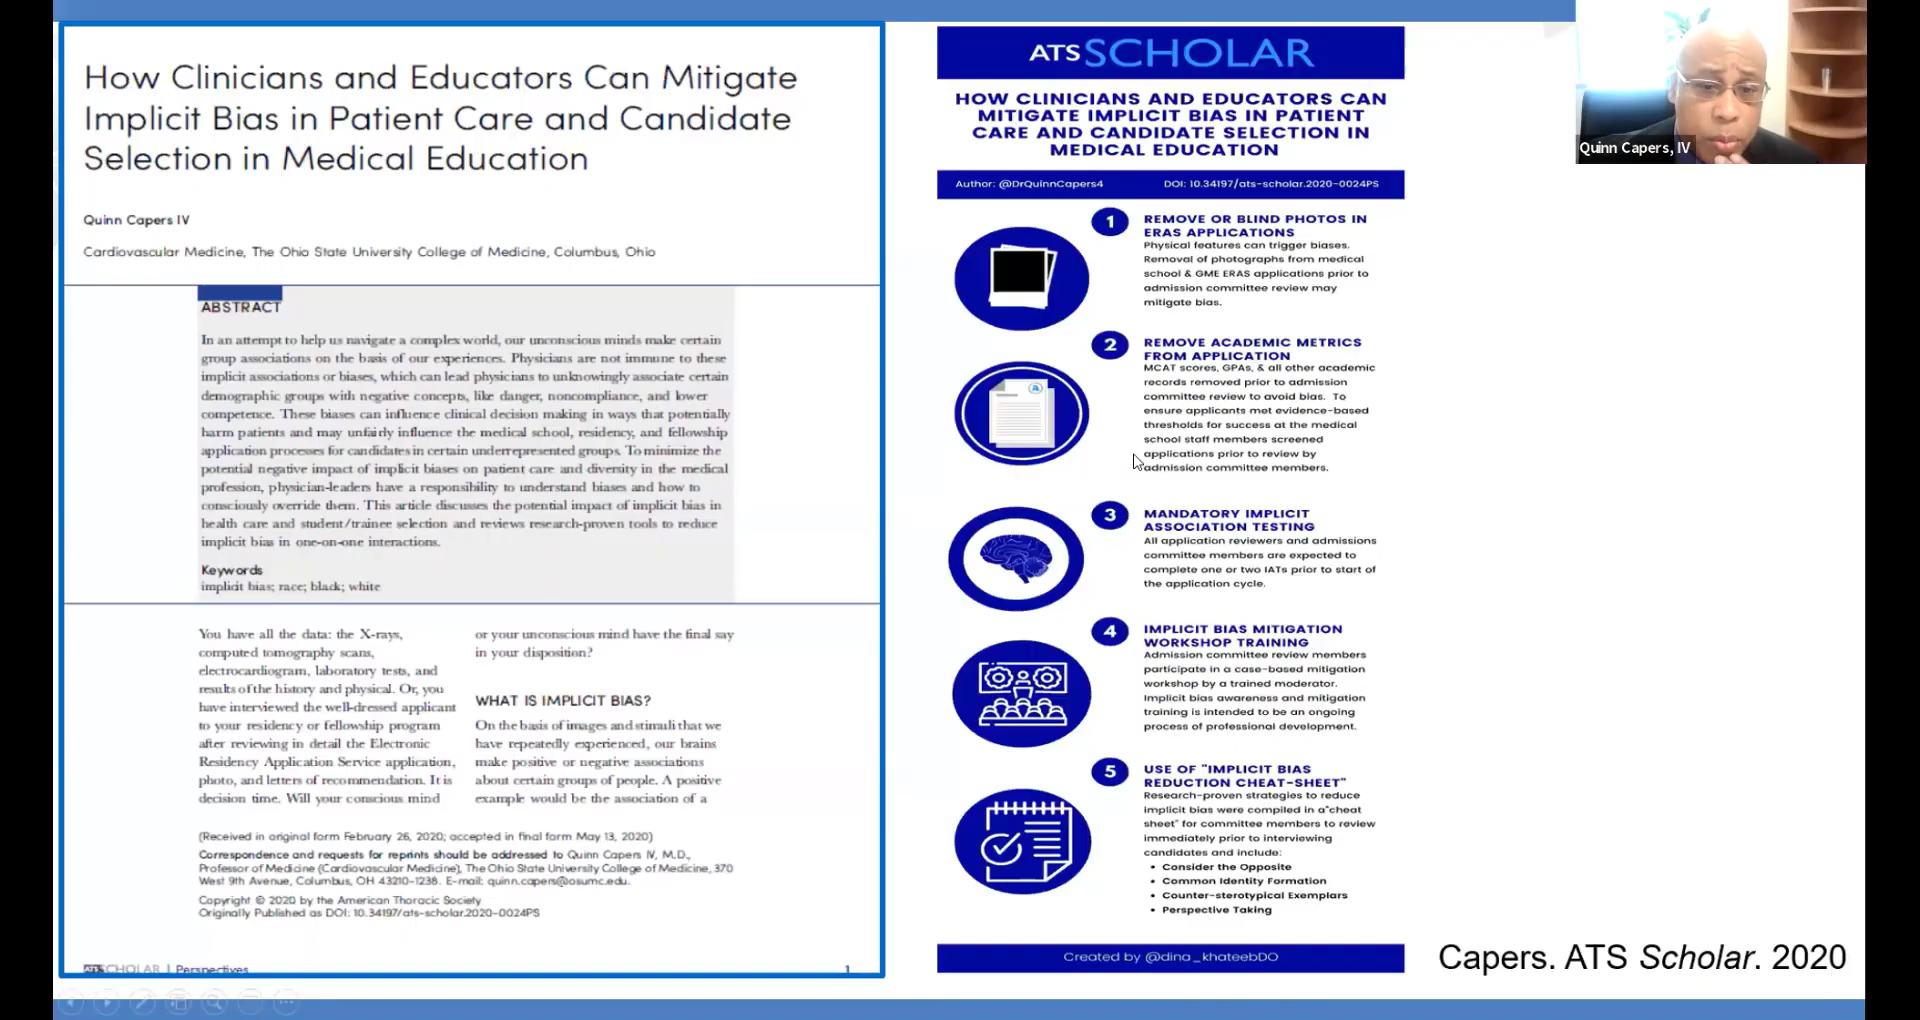 How Clinicians and Educators Can Mitigate
Implicit Bias in Patient Care and Candidate
Selection in Medical Education
Quinn Capers IV
Cardiovascular Medicine, The Ohio State University College of Medicine, Columbus, Ohio
ABSTRACT
In an attempt to help us navigate a complex world, our unconscious minds make certain
group associations on the basis of our experiences. Physicians are not immune to these
implicit associations or biases, which can lead physicians to unknowingly associate certain
demographic groups with negative concepts, like danger, noncompliance, and lower
competence. These biases can influence clinical decision making in ways that potentially
harm patients and may unfairly influence the medical school, residency, and fellowship
application processes for candidates in certain underrepresented groups. To minimize the
potential negative impact of implicit biases on patient care and diversity in the medical
profession, physician-leaders have a responsibility to understand biases and how to
consciously override them. This article discusses the potential impact of implicit bias in
health care and student/trainee selection and reviews research-proven tools to reduce
implicit bias in one-on-one interactions.
Keywords
implicit bias; race; black; white
You have all the data: the X-rays,
computed tomography scans,
electrocardiogram, laboratory tests, and
results of the history and physical. Or, you
have interviewed the well-dressed applicant
to your residency or fellowship program
after reviewing in detail the Electronic
Residency Application Service application,
photo, and letters of recommendation. It is
decision time. Will your conscious mind
or your unconscious mind have the final say
in your disposition?
WHAT IS IMPLICIT BIAS?
On the basis of images and stimuli that we
have repeatedly experienced, our brains
make positive or negative associations
about certain groups of people. A positive
example would be the association of a
(Received in original form February 26, 2020; accepted in final form May 13, 2020)
Correspondence and requests for reprints should be addressed to Quinn Capers IV, M.D.,
Professor of Medicine (Cardiovascular Medicine), The Ohio State University College of Medicine, 370
West 9th Avenue, Columbus, OH 43210-1238. E-mail: quinn.capers@osumc.edu.
Copyright © 2020 by the American Thoracic Society
Originally Published as DOI: 10.34197/ats-scholar.2020-0024PS
ATS SCHOLAR | Perspectives
1
ATS SCHOLAR
HOW CLINICIANS AND EDUCATORS CAN
MITIGATE IMPLICIT BIAS IN PATIENT
CARE AND CANDIDATE SELECTION IN
MEDICAL EDUCATION
Author: @DrQuinnCapers4 DOI: 10.34197/ats-scholar.2020-0024PS
1
REMOVE OR BLIND PHOTOS IN
ERAS APPLICATIONS
Physical features can trigger biases.
Removal of photographs from medical
school & GME ERAS applications prior to
admission committee review may
mitigate bias.
2
REMOVE ACADEMIC METRICS
FROM APPLICATION
MCAT scores, GPAs, & all other academic
records removed prior to admission
committee review to avoid bias. To
ensure applicants met evidence-based
thresholds for success at the medical
school staff members screened
applications prior to review by
admission committee members.
3
MANDATORY IMPLICIT
ASSOCIATION TESTING
All application reviewers and admissions
committee members are expected to
complete one or two IATs prior to start of
the application cycle.
4
IMPLICIT BIAS MITIGATION
WORKSHOP TRAINING
Admission committee review members
participate in a case-based mitigation
workshop by a trained moderator.
Implicit bias awareness and mitigation
training is intended to be an ongoing
process of professional development.
5
USE OF "IMPLICIT BIAS
REDUCTION CHEAT-SHEET"
Research-proven strategies to reduce
implicit bias were compiled in a"cheat
sheet" for committee members to review
immediately prior to interviewing
candidates and include:
• Consider the Opposite
• Common Identity Formation
• Counter-sterotypical Exemplars
• Perspective Taking
Created by @dina_khateebDO
Quinn Capers, IV
Capers. ATS Scholar. 2020